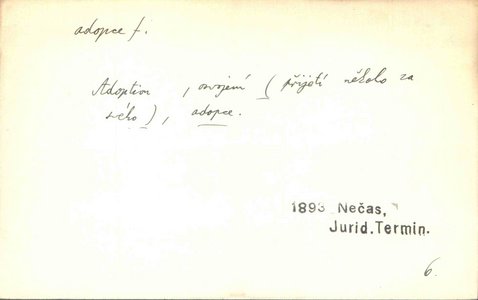 adopce f.
Adoption, osvojení (přijetí někoho za
svého), adopce.
1893 Nečas,
Jurid. Termin.
6.